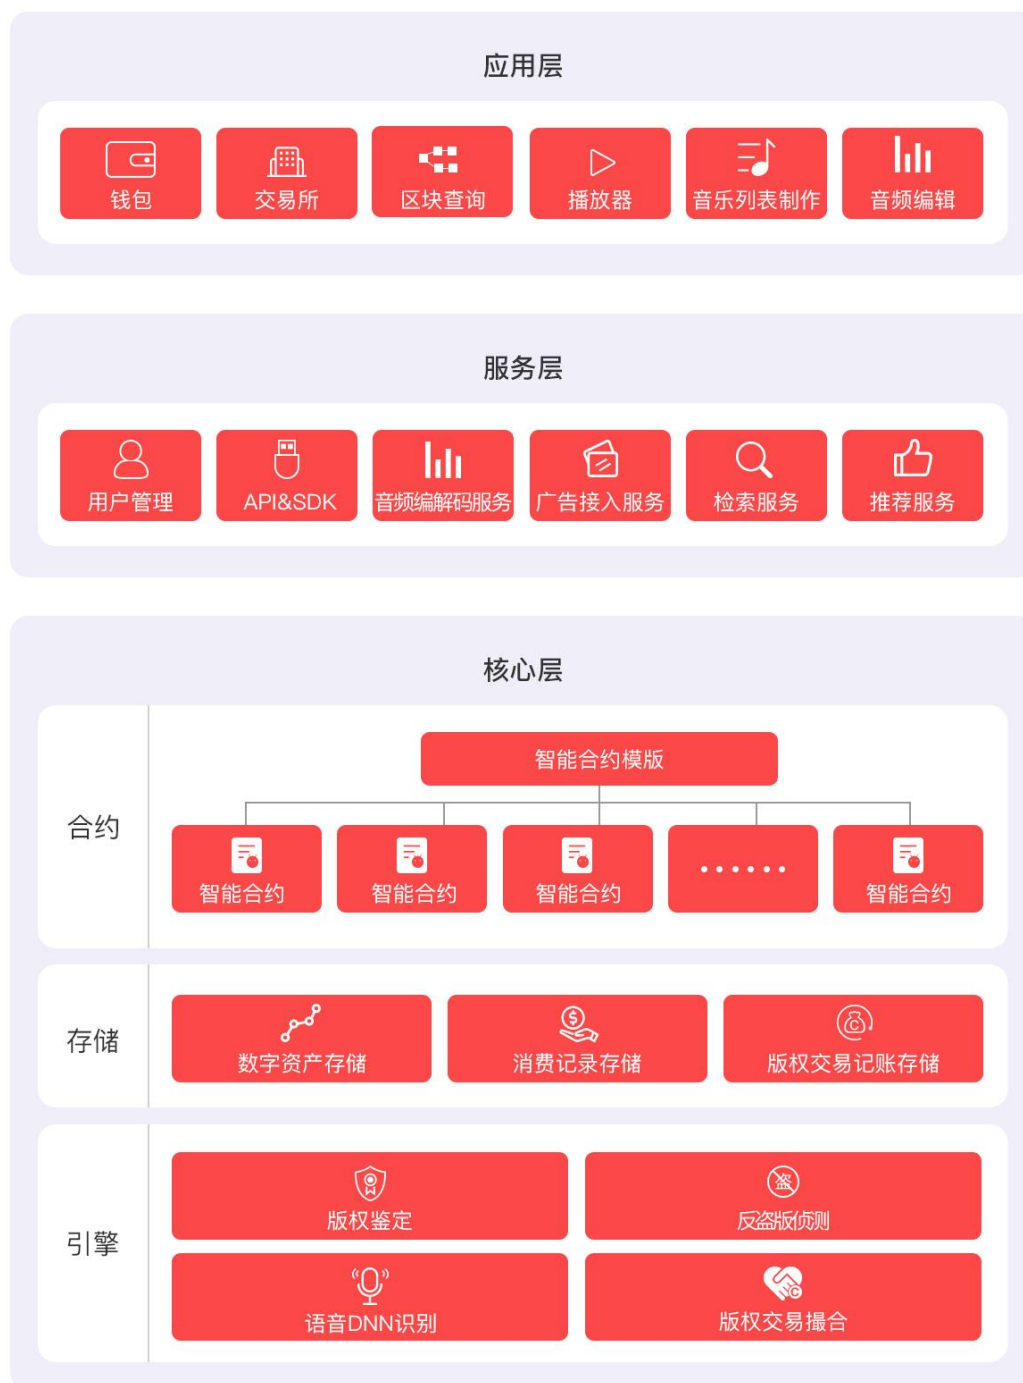 应用层
钱包
交易所
区块查询
播放器
音乐列表制作
音频编辑
服务层
用户管理
API&SDK
音频编解码服务
广告接入服务
检索服务
推荐服务
核心层
合约
智能合约模版
智能合约
智能合约
智能合约
······
智能合约
存储
数字资产存储
消费记录存储
版权交易记账存储
引擎
版权鉴定
盗
反盗版侦测
语音DNN识别
版权交易撮合